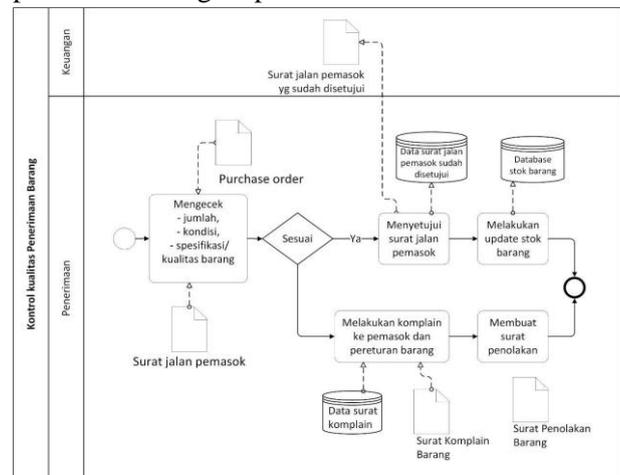 Kontrol kualitas Penerimaan Barang
Keuangan
Penerimaan
Surat jalan pemasok
yg sudah disetujui
Purchase order
Data surat jalan
pemasok sudah
disetujui
Database
stok barang
Mengecek
- jumlah,
- kondisi,
- spesifikasi/
kualitas barang
Sesuai
Ya
Menyetujui
surat jalan
pemasok
Melakukan
update stok
barang
Surat jalan pemasok
Melakukan komplain
ke pemasok dan
pereturan barang
Membuat
surat
penolakan
Data surat
komplain
Surat Komplain
Barang
Surat Penolakan
Barang